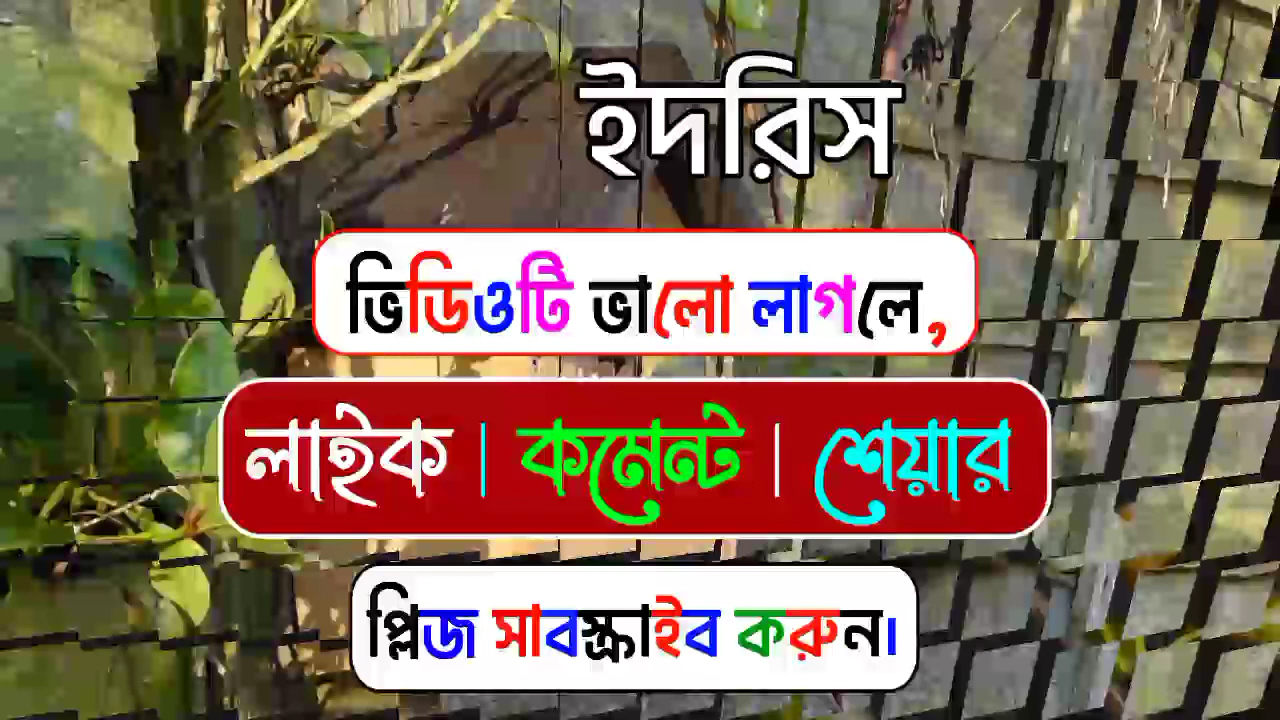 ইদরিস
ভিডিওটি ভালো লাগলে,
লাইক | কমেন্ট | শেয়ার
প্লিজ সাবস্ক্রাইব করুন।